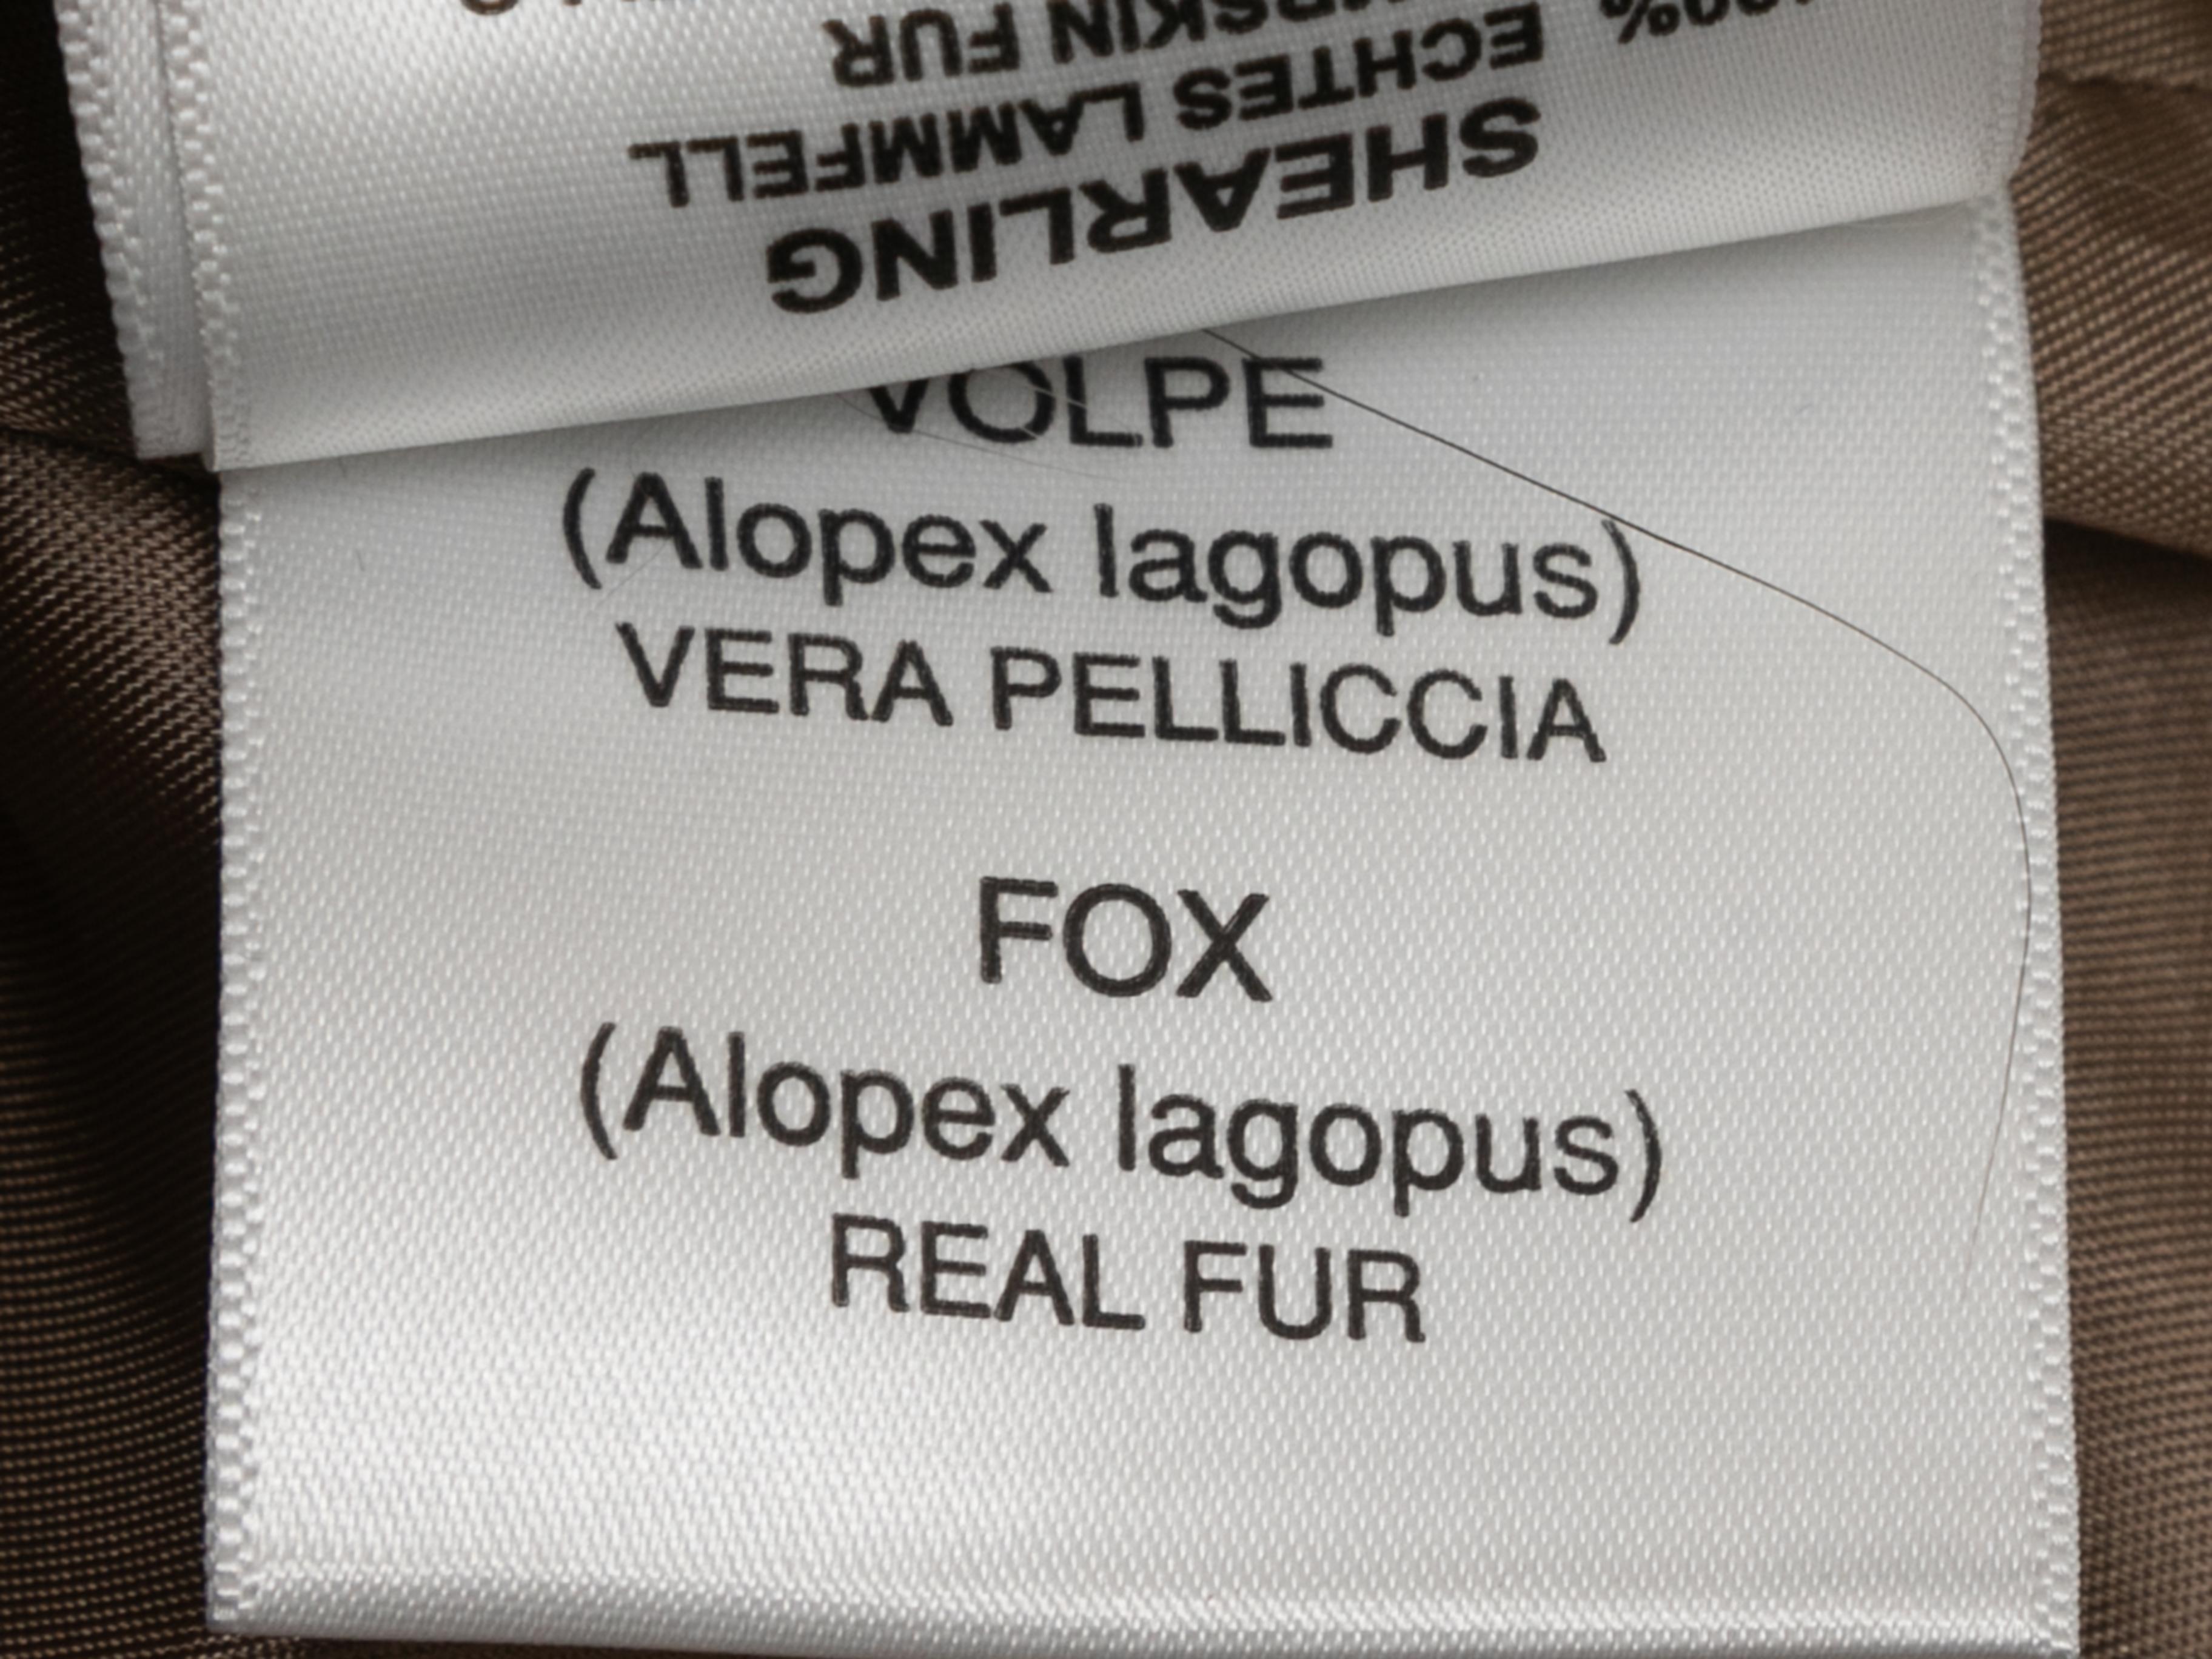 SHEARLING
ECHTES LAMMFELL
FUR
VOLPE
(Alopex lagopus)
VERA PELLICCIA
FOX
(Alopex lagopus)
REAL FUR